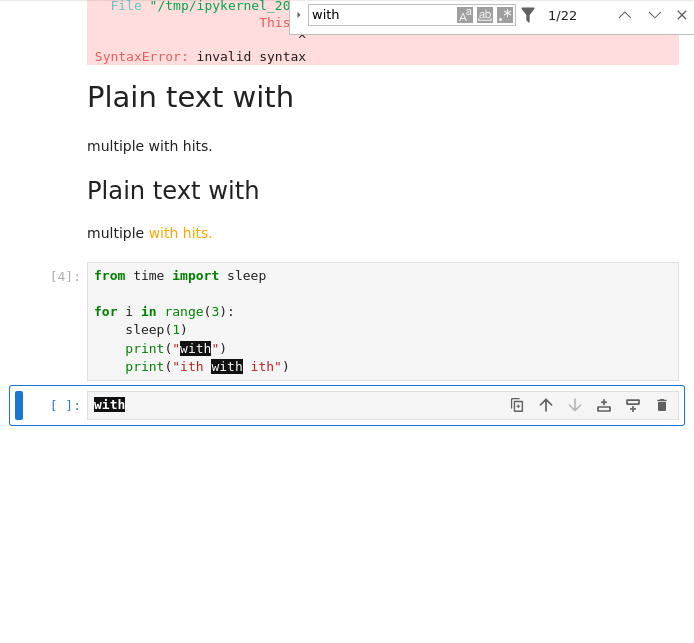 File "/tmp/ipykernel_20
with
1/22
This
^
SyntaxError: invalid syntax
Plain text with
multiple with hits.
Plain text with
multiple with hits.
[4]:
from time import sleep
for i in range(3):
sleep(1)
print("with")
print("ith with ith")
[ ]:
with